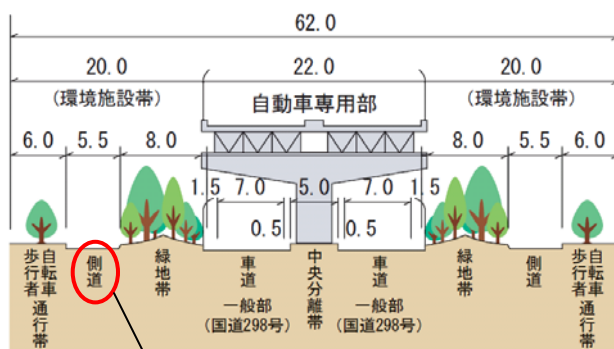 62.0
20.0 22.0 20.0
(環境施設帯) 自動車専用部 (環境施設帯)
6.0 5.5 8.0 8.0 5.5 6.0
1.5 7.0 5.0 7.0 1.5
0.5 0.5
自転車
歩行者
通行帯
側道
緑地帯
車道
一般部
(国道298号)
中央分離帯
車道
一般部
(国道298号)
緑地帯
側道
自転車
歩行者
通行帯